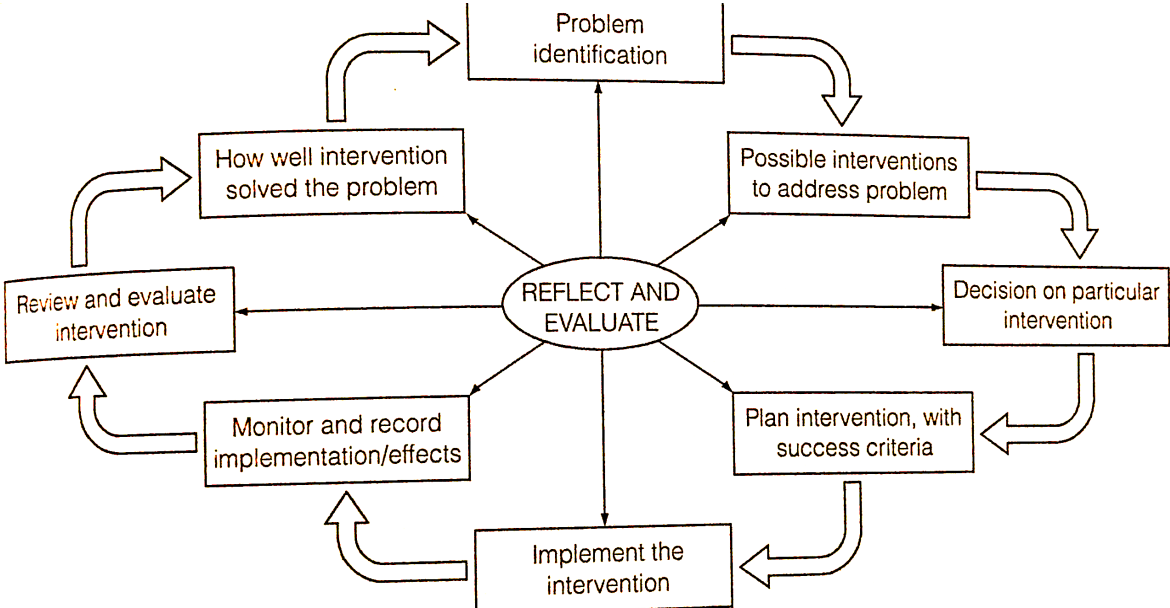 Problem
identification
How well intervention
solved the problem
Possible interventions
to address problem
Review and evaluate
intervention
REFLECT AND
EVALUATE
Decision on particular
intervention
Monitor and record
implementation/effects
Plan intervention, with
success criteria
Implement the
intervention